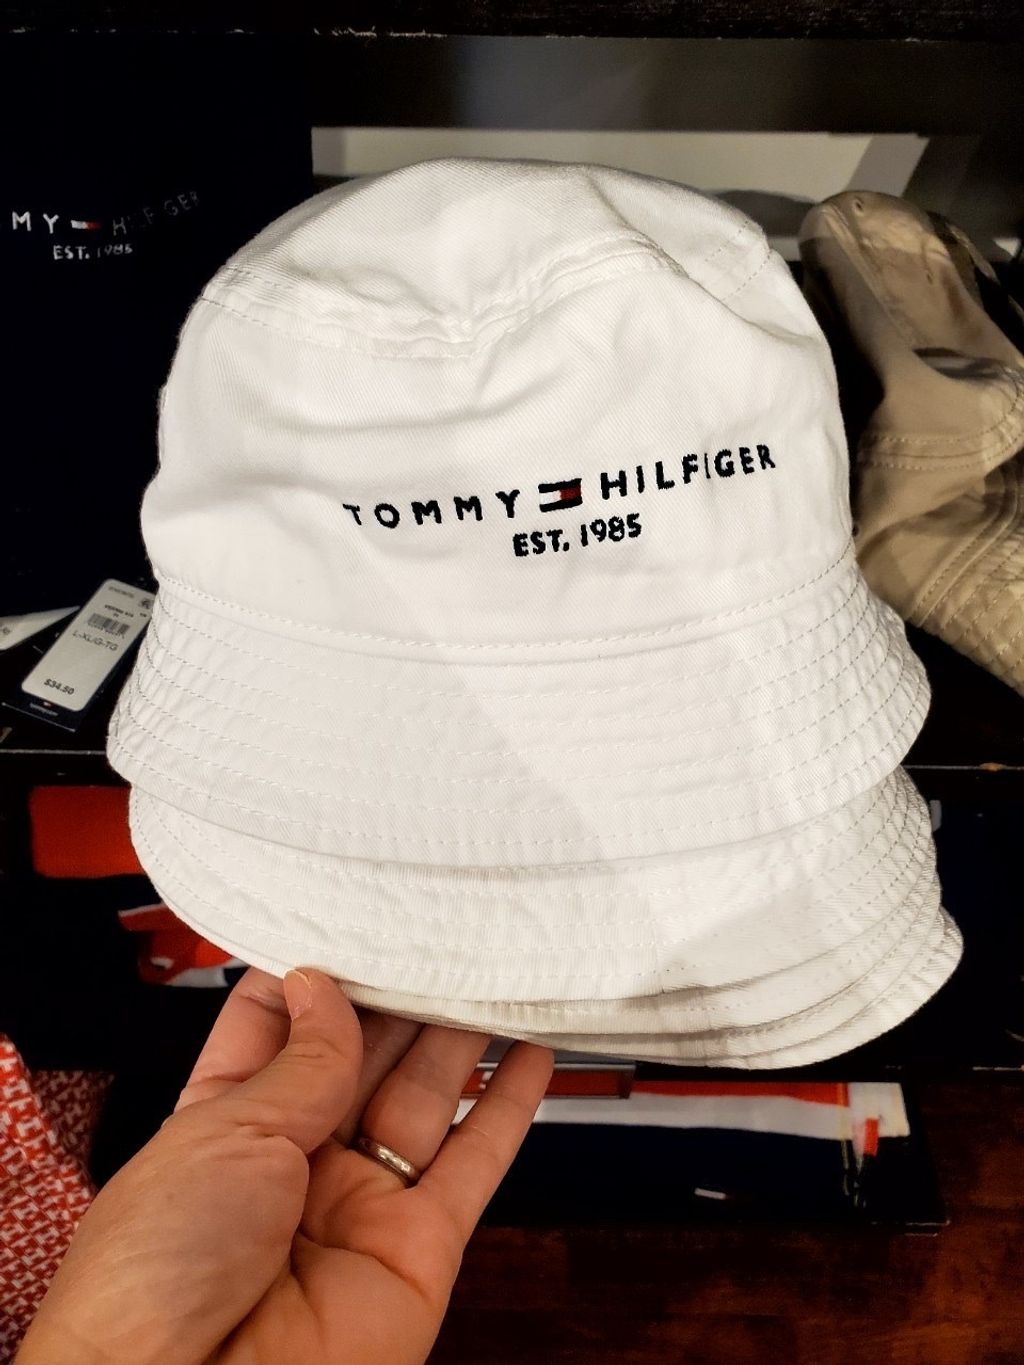 MY HILFIGER
EST. 1985
TOMMY HILFIGER
EST. 1985
L-XL/G-TG
$34.50